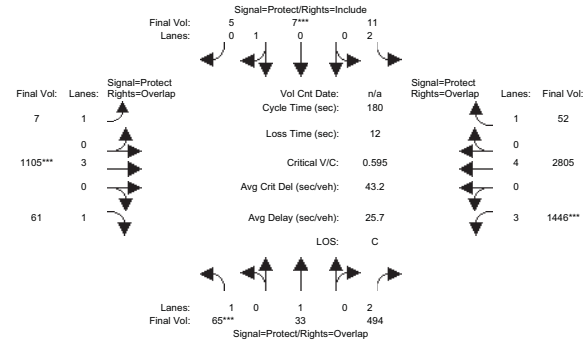 Signal=Protect/Rights=Include
Final Vol: 5 7*** 11
Lanes: 0 1 0 0 2
Signal=Protect
Final Vol: Lanes: Rights=Overlap
Vol Cnt Date: n/a
Signal=Protect
Rights=Overlap Lanes: Final Vol:
Cycle Time (sec): 180
7 1
1 52
Loss Time (sec): 12
0
0
1105*** 3
Critical V/C: 0.595
4 2805
0
Avg Crit Del (sec/veh): 43.2
0
61 1
Avg Delay (sec/veh): 25.7
3 1446***
LOS: C
Lanes: 1 0 1 0 2
Final Vol: 65*** 33 494
Signal=Protect/Rights=Overlap